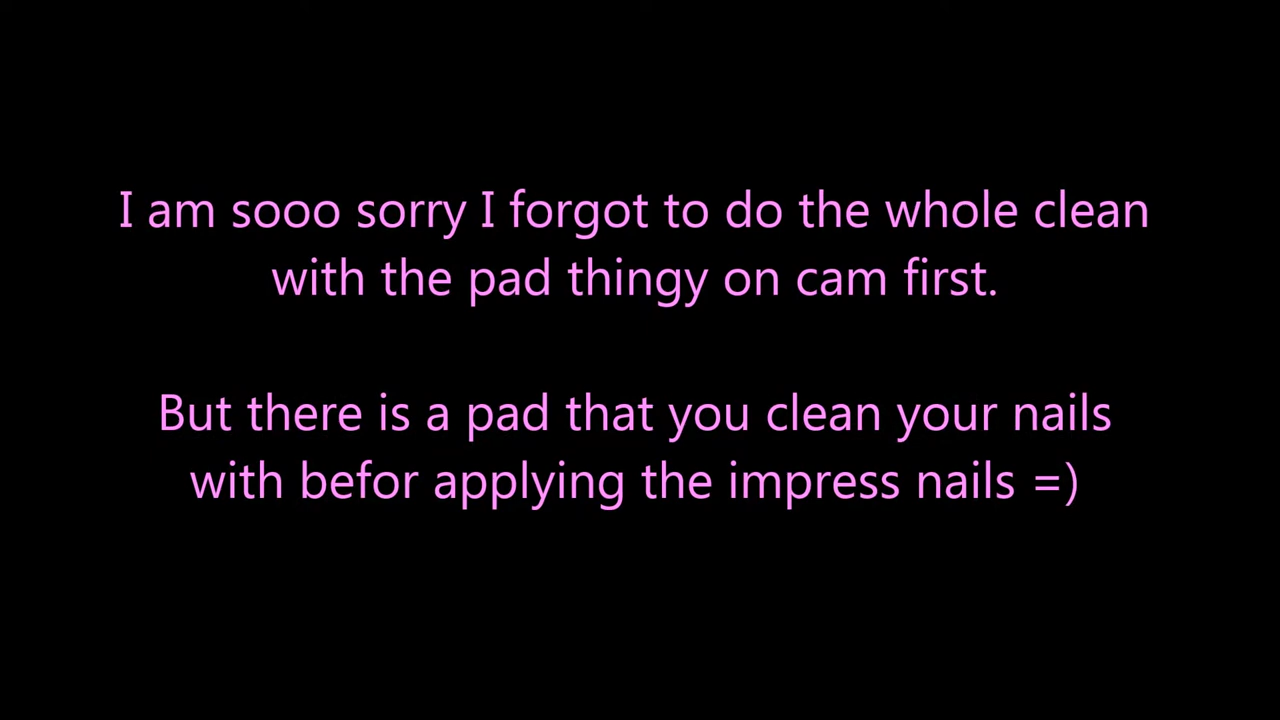 I am sooo sorry I forgot to do the whole clean
with the pad thingy on cam first.
But there is a pad that you clean your nails
with befor applying the impress nails =)